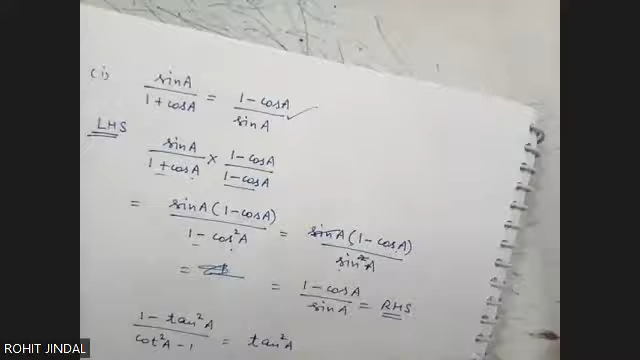 (i) sinA / 1 + cosA = 1 - cosA / sinA ✓
LHS
sinA / 1 + cosA × 1 - cosA / 1 - cosA
= sinA (1 - cosA) / 1 - cos²A = sinA (1 - cosA) / sin²A
= = 1 - cosA / sinA = RHS
1 - tan²A / cot²A - 1 = tan²A
ROHIT JINDAL